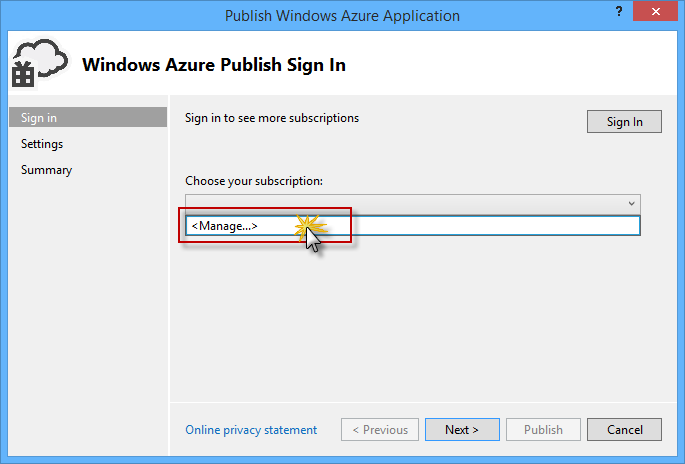 Publish Windows Azure Application
?
Windows Azure Publish Sign In
Sign in
Settings
Summary
Sign in to see more subscriptions
Sign In
Choose your subscription:
<Manage...>
Online privacy statement
< Previous
Next >
Publish
Cancel